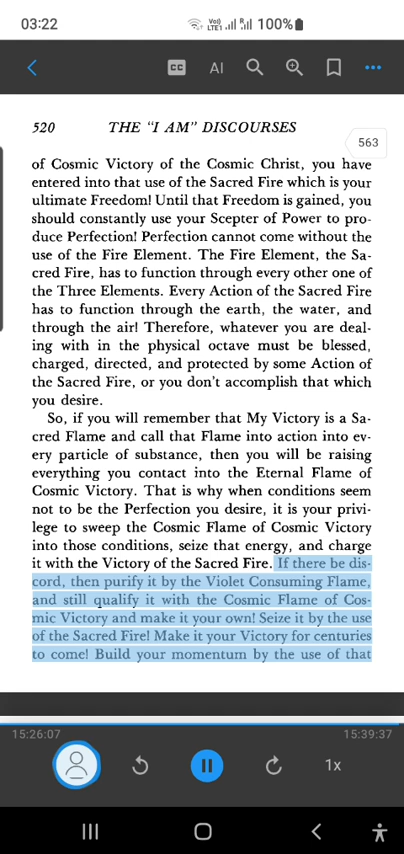 03:22
Voll LTE1 R 100%
CC AI
520 THE "I AM" DISCOURSES
563
of Cosmic Victory of the Cosmic Christ, you have
entered into that use of the Sacred Fire which is your
ultimate Freedom! Until that Freedom is gained, you
should constantly use your Scepter of Power to pro-
duce Perfection! Perfection cannot come without the
use of the Fire Element. The Fire Element, the Sa-
cred Fire, has to function through every other one of
the Three Elements. Every Action of the Sacred Fire
has to function through the earth, the water, and
through the air! Therefore, whatever you are deal-
ing with in the physical octave must be blessed,
charged, directed, and protected by some Action of
the Sacred Fire, or you don't accomplish that which
you desire.
So, if you will remember that My Victory is a Sa-
cred Flame and call that Flame into action into ev-
ery particle of substance, then you will be raising
everything you contact into the Eternal Flame of
Cosmic Victory. That is why when conditions seem
not to be the Perfection you desire, it is your privi-
lege to sweep the Cosmic Flame of Cosmic Victory
into those conditions, seize that energy, and charge
it with the Victory of the Sacred Fire. If there be dis-
cord, then purify it by the Violet Consuming Flame,
and still qualify it with the Cosmic Flame of Cos-
mic Victory and make it your own! Seize it by the use
of the Sacred Fire! Make it your Victory for centuries
to come! Build your momentum by the use of that
15:26:07 15:39:37
1x